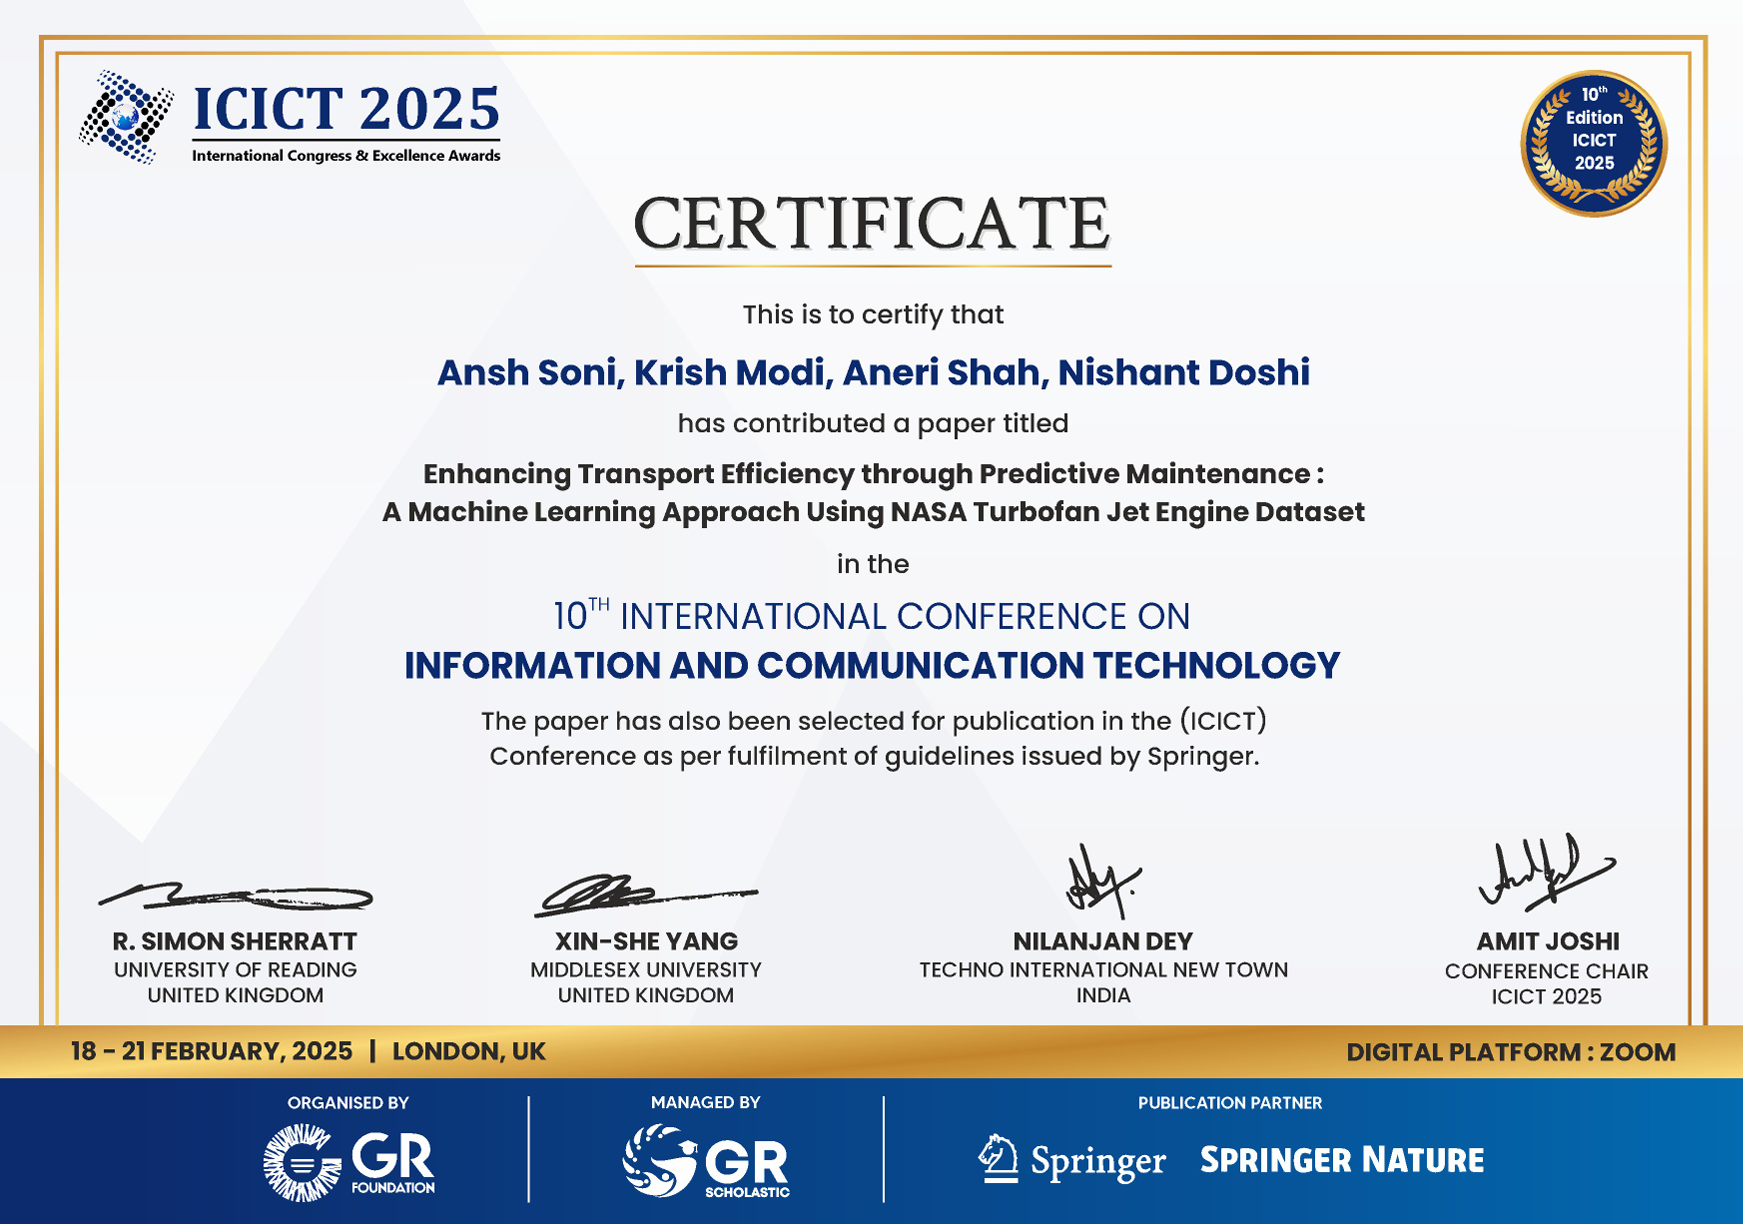 ICICT 2025
International Congress & Excellence Awards
10th
Edition
ICICT
2025
CERTIFICATE
This is to certify that
Ansh Soni, Krish Modi, Aneri Shah, Nishant Doshi
has contributed a paper titled
Enhancing Transport Efficiency through Predictive Maintenance :
A Machine Learning Approach Using NASA Turbofan Jet Engine Dataset
in the
10TH INTERNATIONAL CONFERENCE ON
INFORMATION AND COMMUNICATION TECHNOLOGY
The paper has also been selected for publication in the (ICICT)
Conference as per fulfilment of guidelines issued by Springer.
R. SIMON SHERRATT
UNIVERSITY OF READING
UNITED KINGDOM
XIN-SHE YANG
MIDDLESEX UNIVERSITY
UNITED KINGDOM
NILANJAN DEY
TECHNO INTERNATIONAL NEW TOWN
INDIA
AMIT JOSHI
CONFERENCE CHAIR
ICICT 2025
18 - 21 FEBRUARY, 2025 | LONDON, UK
DIGITAL PLATFORM : ZOOM
ORGANISED BY
GR
FOUNDATION
MANAGED BY
GR
SCHOLASTIC
PUBLICATION PARTNER
Springer
SPRINGER NATURE